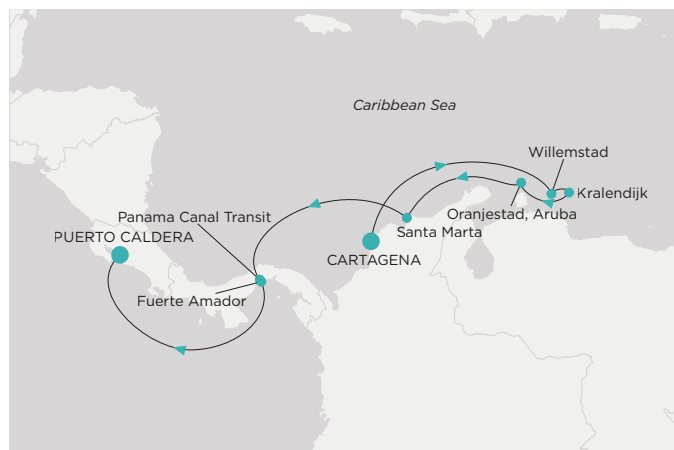 Caribbean Sea
Willemstad
Kralendijk
Oranjestad, Aruba
Panama Canal Transit
Santa Marta
PUERTO CALDERA
CARTAGENA
Fuerte Amador